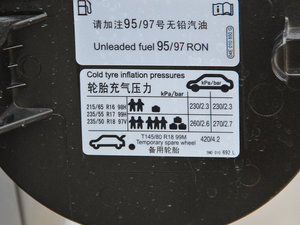 请加注95/97号无铅汽油
Unleaded fuel 95/97 RON
Cold tyre inflation pressures
轮胎充气压力
kPa/bar
kPa/bar
215/65 R16 98H
235/55 R17 99H
235/50 R18 97V
230/2.3 230/2.3
260/2.6 270/2.7
T145/80 R18 99M
Temporary spare wheel
备用轮胎
420/4.2